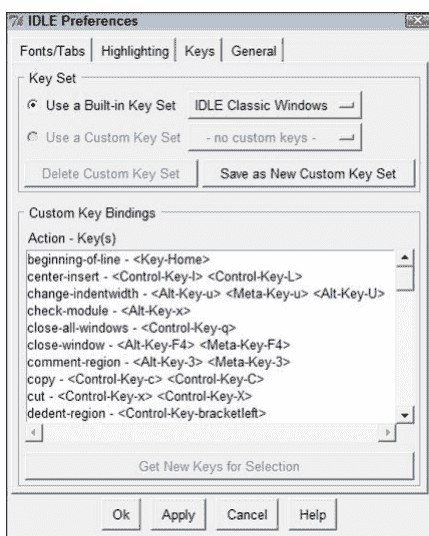 7% IDLE Preferences
Fonts/Tabs Highlighting Keys General
Key Set
Use a Built-in Key Set IDLE Classic Windows
Use a Custom Key Set - no custom keys -
Delete Custom Key Set Save as New Custom Key Set
Custom Key Bindings
Action - Key(s)
beginning-of-line - <Key-Home>
center-insert - <Control-Key-l> <Control-Key-L>
change-indentwidth - <Alt-Key-u> <Meta-Key-u> <Alt-Key-U>
check-module - <Alt-Key-x>
close-all-windows - <Control-Key-q>
close-window - <Alt-Key-F4> <Meta-Key-F4>
comment-region - <Alt-Key-3> <Meta-Key-3>
copy - <Control-Key-c> <Control-Key-C>
cut - <Control-Key-x> <Control-Key-X>
dedent-region - <Control-Key-bracketleft>
Get New Keys for Selection
Ok Apply Cancel Help